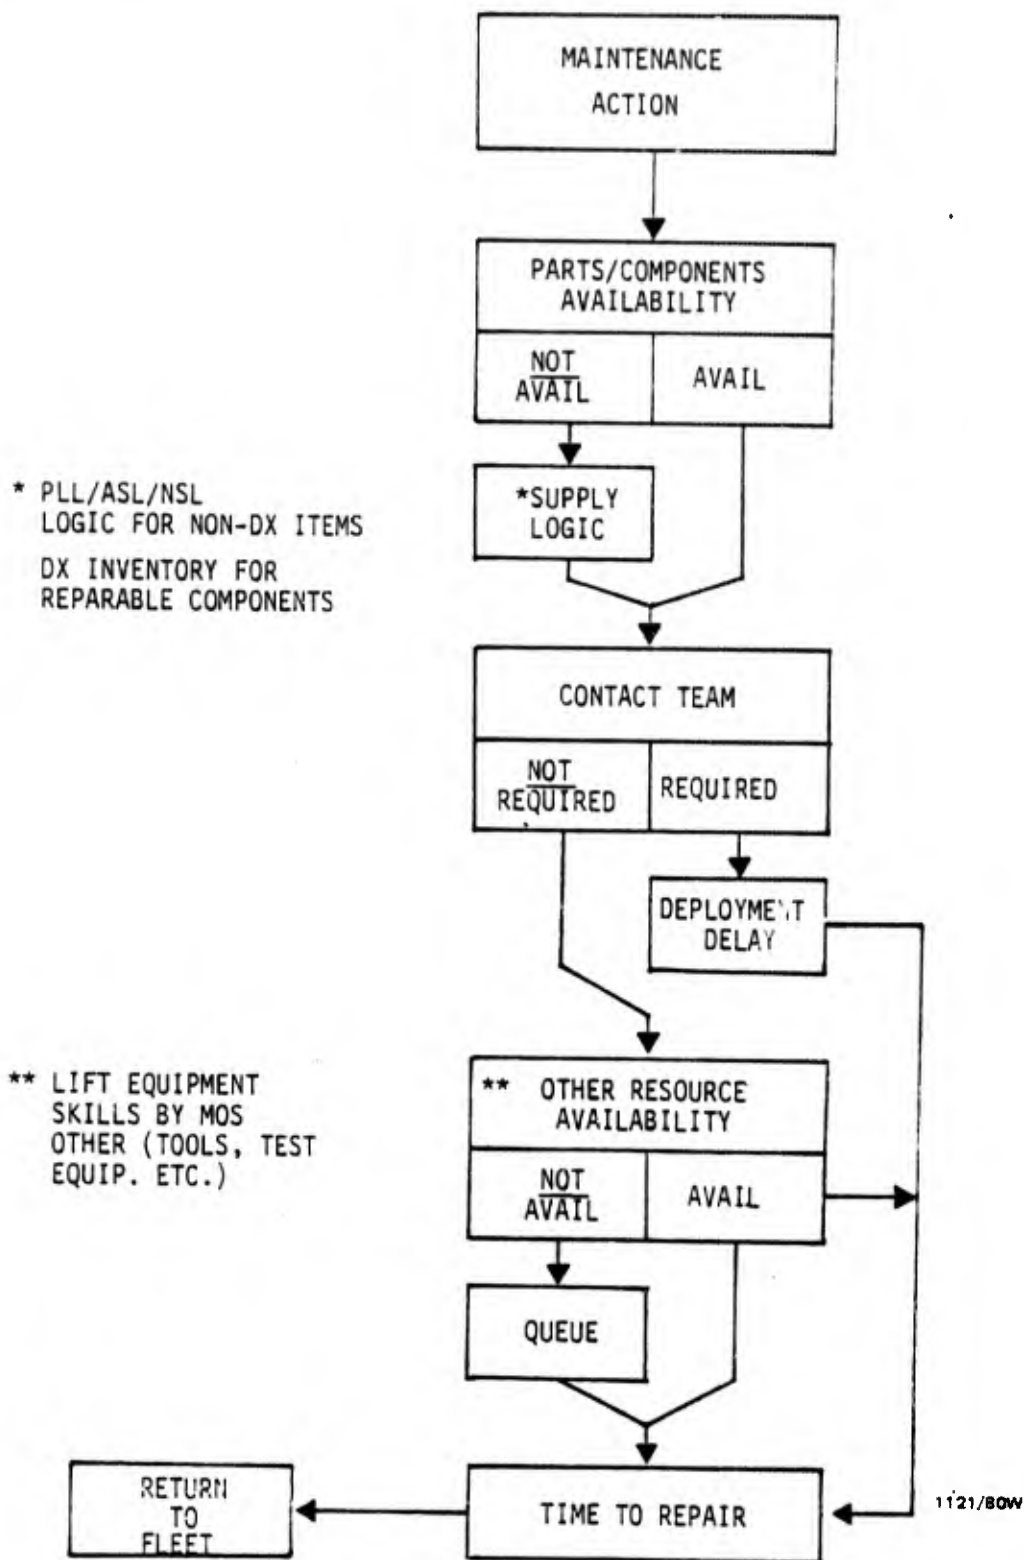 MAINTENANCE
ACTION
PARTS/COMPONENTS
AVAILABILITY
NOT
AVAIL
AVAIL
* PLL/ASL/NSL
LOGIC FOR NON-DX ITEMS
DX INVENTORY FOR
REPARABLE COMPONENTS
*SUPPLY
LOGIC
CONTACT TEAM
NOT
REQUIRED
REQUIRED
DEPLOYMENT
DELAY
** LIFT EQUIPMENT
SKILLS BY MOS
OTHER (TOOLS, TEST
EQUIP. ETC.)
** OTHER RESOURCE
AVAILABILITY
NOT
AVAIL
AVAIL
QUEUE
RETURN
TO
FLEET
TIME TO REPAIR
1121/80W